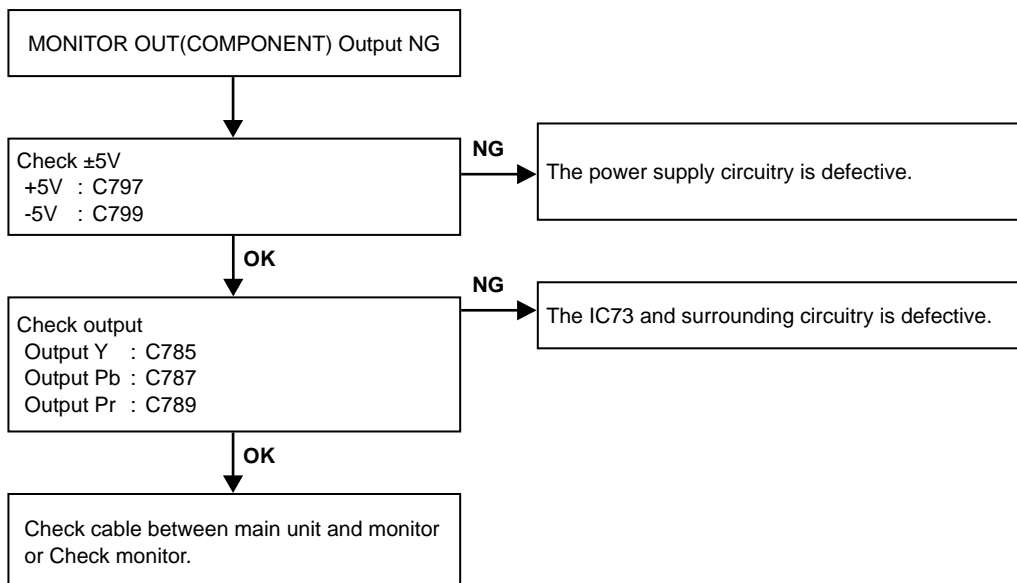 MONITOR OUT(COMPONENT) Output NG
Check ±5V
+5V : C797
-5V : C799
NG
The power supply circuitry is defective.
OK
Check output
Output Y : C785
Output Pb : C787
Output Pr : C789
NG
The IC73 and surrounding circuitry is defective.
OK
Check cable between main unit and monitor
or Check monitor.